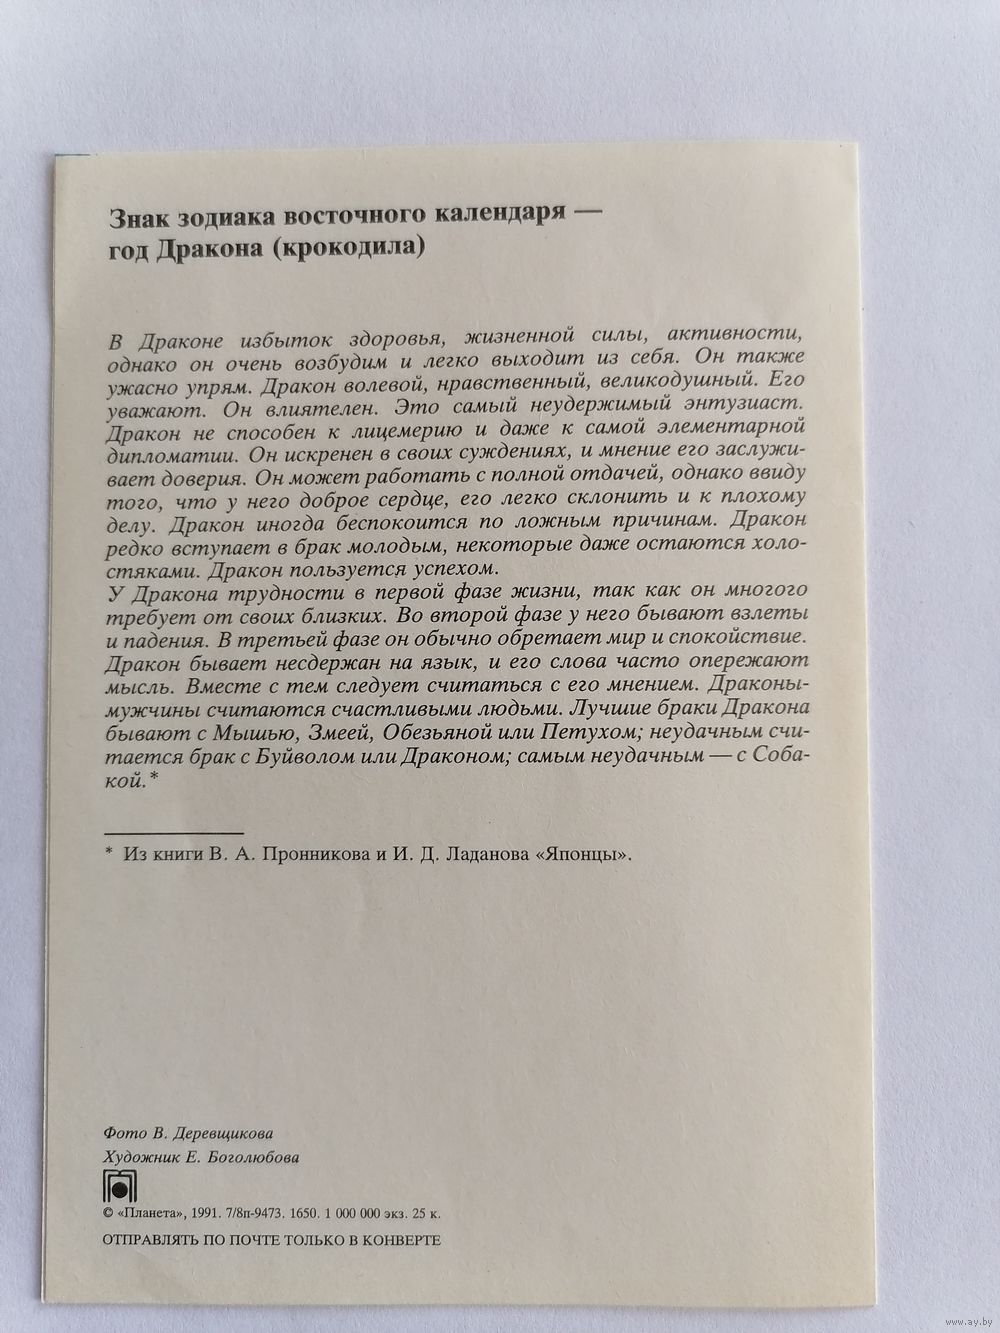 Знак зодиака восточного календаря —
год Дракона (крокодила)
В Драконе избыток здоровья, жизненной силы, активности,
однако он очень возбудим и легко выходит из себя. Он также
ужасно упрям. Дракон волевой, нравственный, великодушный. Его
уважают. Он влиятелен. Это самый неудержимый энтузиаст.
Дракон не способен к лицемерию и даже к самой элементарной
дипломатии. Он искренен в своих суждениях, и мнение его заслужи-
вает доверия. Он может работать с полной отдачей, однако ввиду
того, что у него доброе сердце, его легко склонить и к плохому
делу. Дракон иногда беспокоится по ложным причинам. Дракон
редко вступает в брак молодым, некоторые даже остаются холо-
стяками. Дракон пользуется успехом.
У Дракона трудности в первой фазе жизни, так как он многого
требует от своих близких. Во второй фазе у него бывают взлеты
и падения. В третьей фазе он обычно обретает мир и спокойствие.
Дракон бывает несдержан на язык, и его слова часто опережают
мысль. Вместе с тем следует считаться с его мнением. Драконы-
мужчины считаются счастливыми людьми. Лучшие браки Дракона
бывают с Мышью, Змеей, Обезьяной или Петухом; неудачным счи-
тается брак с Буйволом или Драконом; самым неудачным — с Соба-
кой.*
* Из книги В. А. Пронникова и И. Д. Ладанова «Японцы».
Фото В. Деревщикова
Художник Е. Боголюбова
© «Планета», 1991. 7/8п-9473. 1650. 1 000 000 экз. 25 к.
ОТПРАВЛЯТЬ ПО ПОЧТЕ ТОЛЬКО В КОНВЕРТЕ
www.ay.by